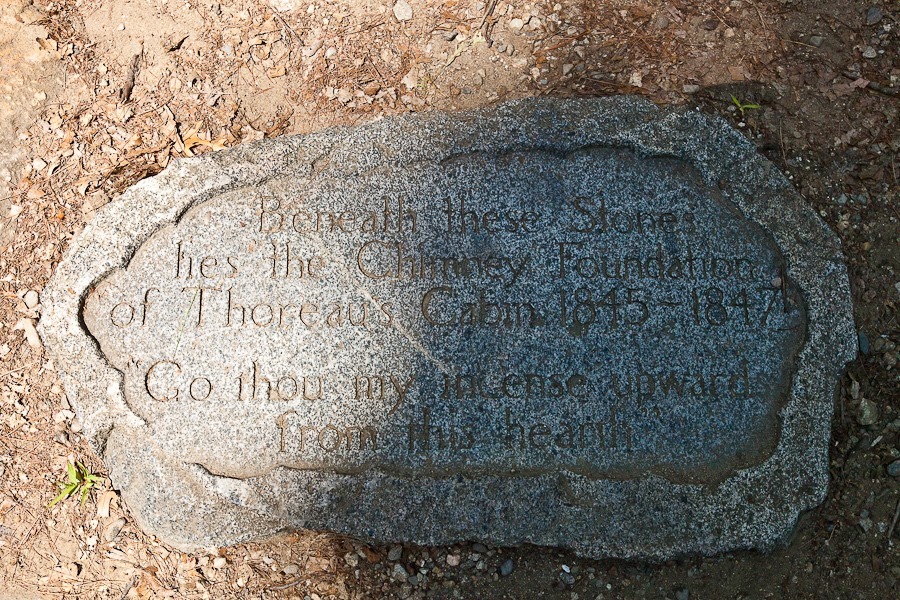 Beneath these Stones
lies the Chimney Foundation
of Thoreau's Cabin 1845-1847
"Go thou my incense upwards
from this hearth"